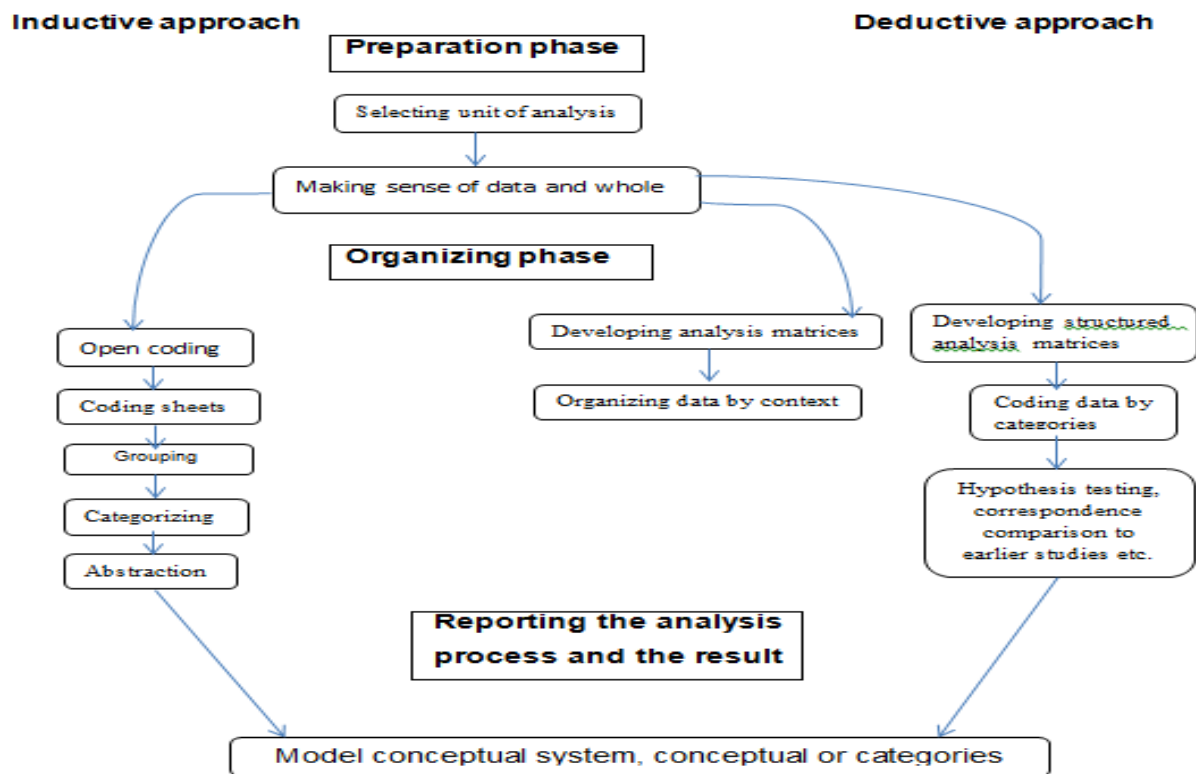 Inductive approach
Deductive approach
Preparation phase
Selecting unit of analysis
Making sense of data and whole
Organizing phase
Open coding
Coding sheets
Grouping
Categorizing
Abstraction
Developing analysis matrices
Organizing data by context
Developing structured
analysis matrices
Coding data by
categories
Hypothesis testing,
correspondence
comparison to
earlier studies etc.
Reporting the analysis
process and the result
Model conceptual system, conceptual or categories